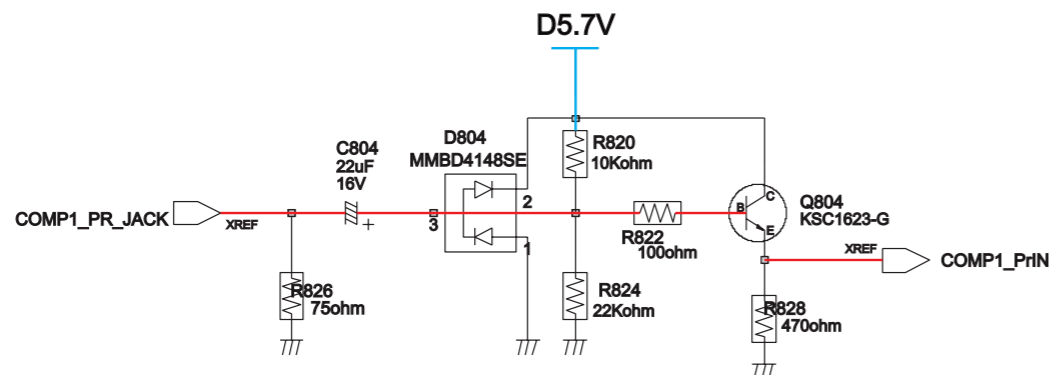 D5.7V
C804
22uF
16V
D804
MMBD4148SE
R820
10Kohm
2
3
1
COMP1_PR_JACK
XREF
R822
100ohm
B
C
E
Q804
KSC1623-G
XREF
COMP1_PrIN
R826
75ohm
R824
22Kohm
R828
470ohm